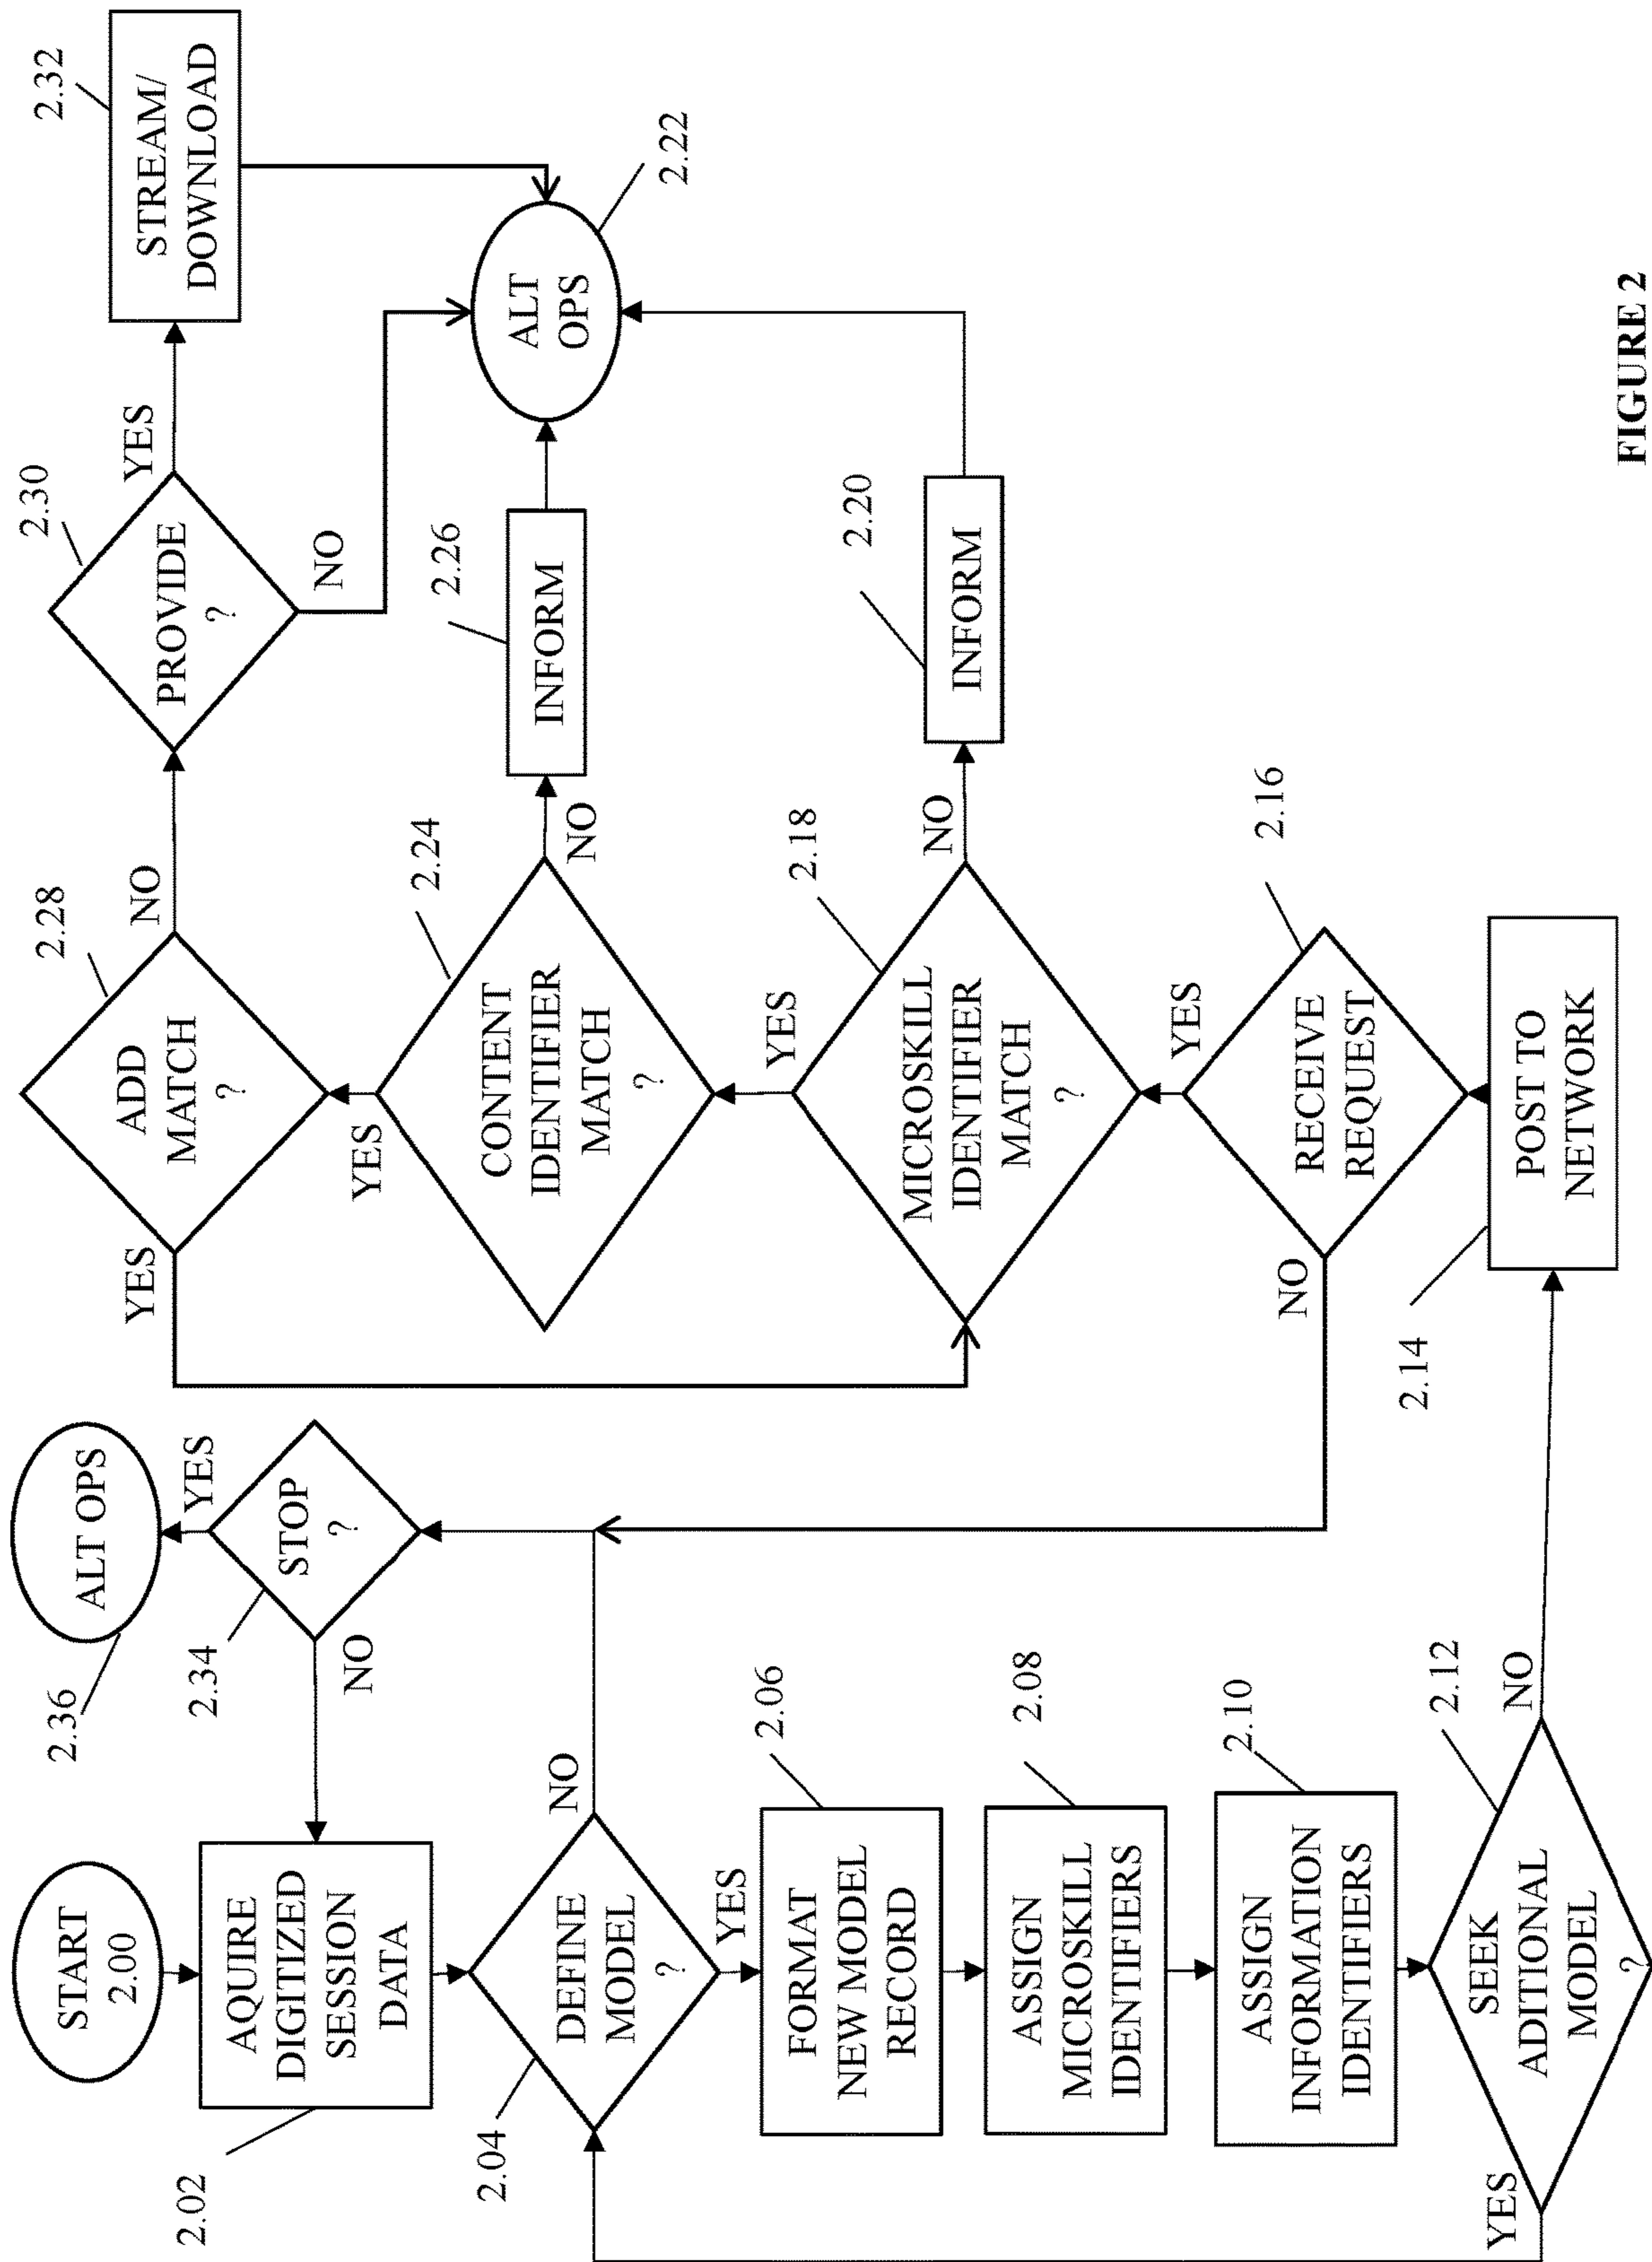 START
2.00
AQUIRE
DIGITIZED
SESSION
DATA
2.02
DEFINE
MODEL
?
2.04
NO
YES
FORMAT
NEW MODEL
RECORD
2.06
ASSIGN
MICROSKILL
IDENTIFIERS
2.08
ASSIGN
INFORMATION
IDENTIFIERS
2.10
SEEK
ADITIONAL
MODEL
?
2.12
YES
NO
ALT OPS
2.36
YES
STOP
?
2.34
NO
POST TO
NETWORK
2.14
RECEIVE
REQUEST
2.16
NO
YES
MICROSKILL
IDENTIFIER
MATCH
?
2.18
YES
NO
INFORM
2.20
CONTENT
IDENTIFIER
MATCH
?
2.24
YES
NO
INFORM
2.26
ADD
MATCH
?
2.28
YES
NO
PROVIDE
?
2.30
YES
NO
STREAM/
DOWNLOAD
2.32
ALT
OPS
2.22
FIGURE 2